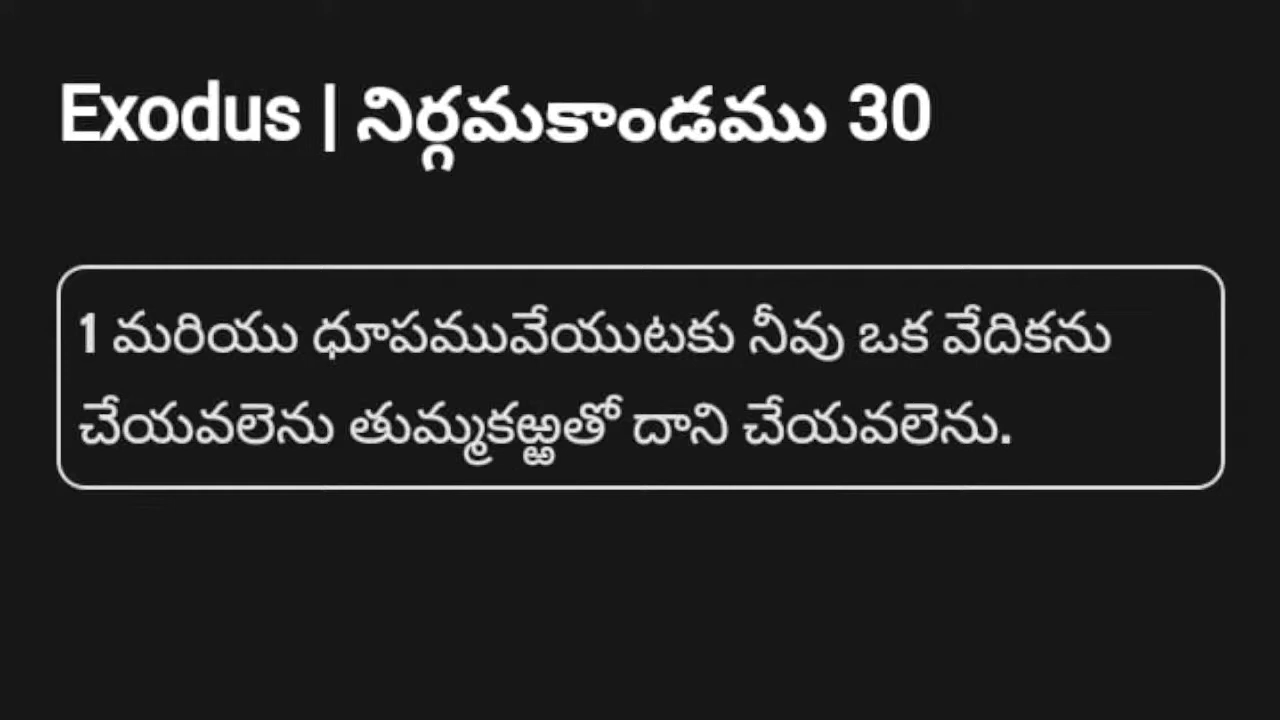 Exodus | నిర్గమకాండము 30
1 మరియు ధూపమువేయుటకు నీవు ఒక వేదికను
చేయవలెను తుమ్మకఱ్ఱతో దాని చేయవలెను.